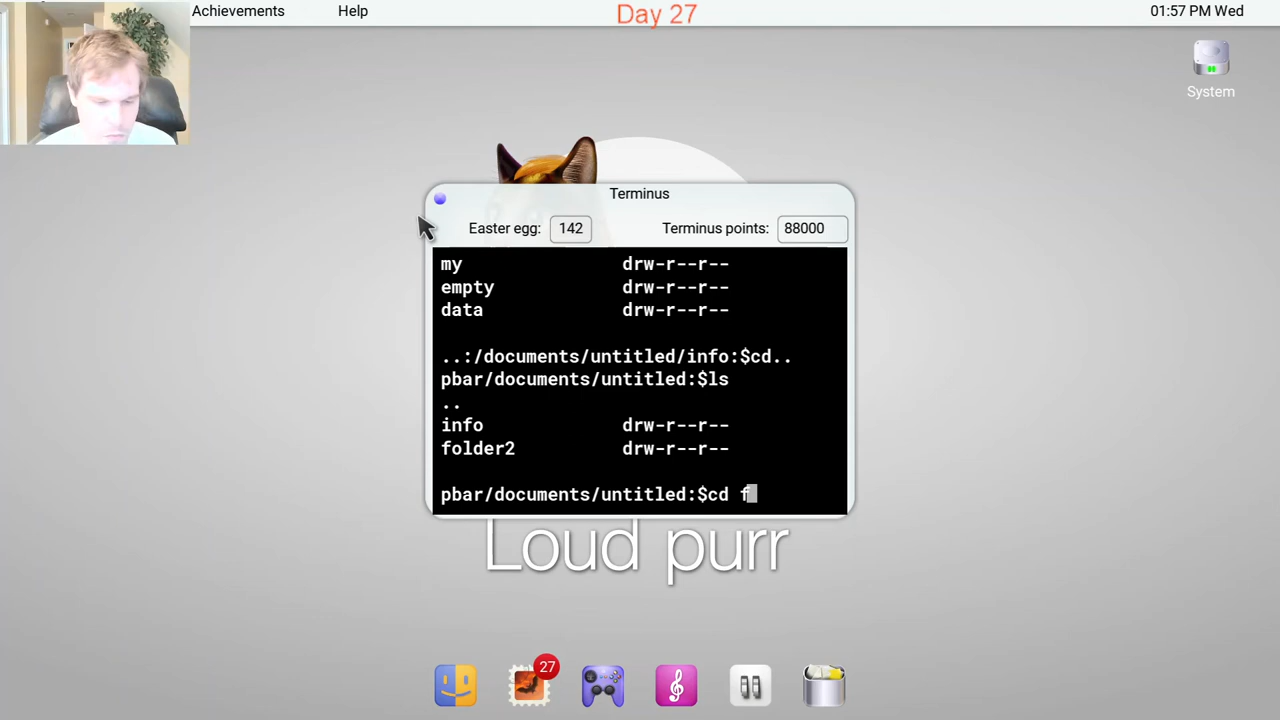 Achievements
Help
Day 27
01:57 PM Wed
System
Terminus
Easter egg: 142
Terminus points: 88000
my drw-r--r--
empty drw-r--r--
data drw-r--r--
..:/documents/untitled/info:$cd..
pbar/documents/untitled:$ls
..
info drw-r--r--
folder2 drw-r--r--
pbar/documents/untitled:$cd f
Loud purr
27